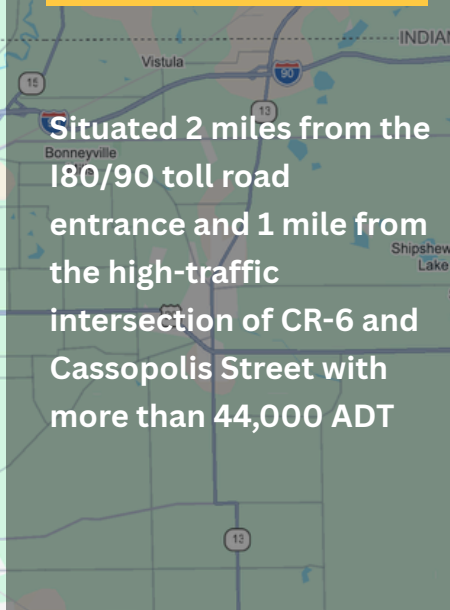 INDIAN
Vistula
15
90
13
Situated 2 miles from the
Bonneyville
I80/90 toll road
entrance and 1 mile from
Shipshew
Lake
the high-traffic
intersection of CR-6 and
Cassopolis Street with
more than 44,000 ADT
13